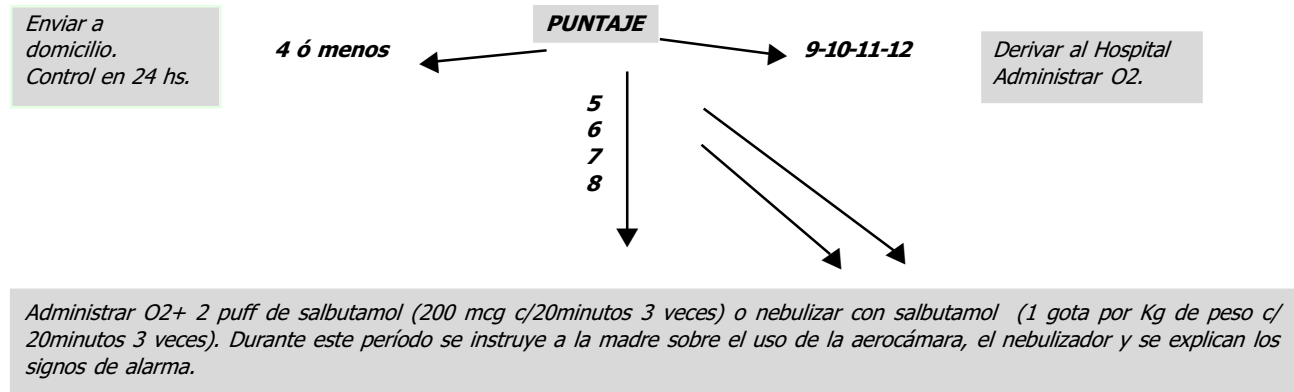 PUNTAJE
Enviar a
domicilio.
Control en 24 hs.
4 ó menos
9-10-11-12
Derivar al Hospital
Administrar O2.
5
6
7
8
Administrar O2+ 2 puff de salbutamol (200 mcg c/20minutos 3 veces) o nebulizar con salbutamol (1 gota por Kg de peso c/
20minutos 3 veces). Durante este período se instruye a la madre sobre el uso de la aerocámara, el nebulizador y se explican los
signos de alarma.